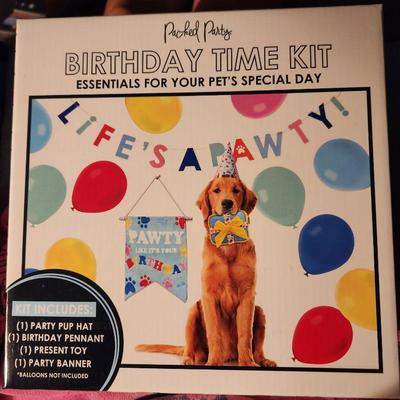 Packed Party.
BIRTHDAY TIME KIT
ESSENTIALS FOR YOUR PET'S SPECIAL DAY
LIFE'S A PAWTY!
PAWTY
LIKE IT'S YOUR
BIRTHDAY
KIT INCLUDES:
(1) PARTY PUP HAT
(1) BIRTHDAY PENNANT
(1) PRESENT TOY
(1) PARTY BANNER
*BALLOONS NOT INCLUDED